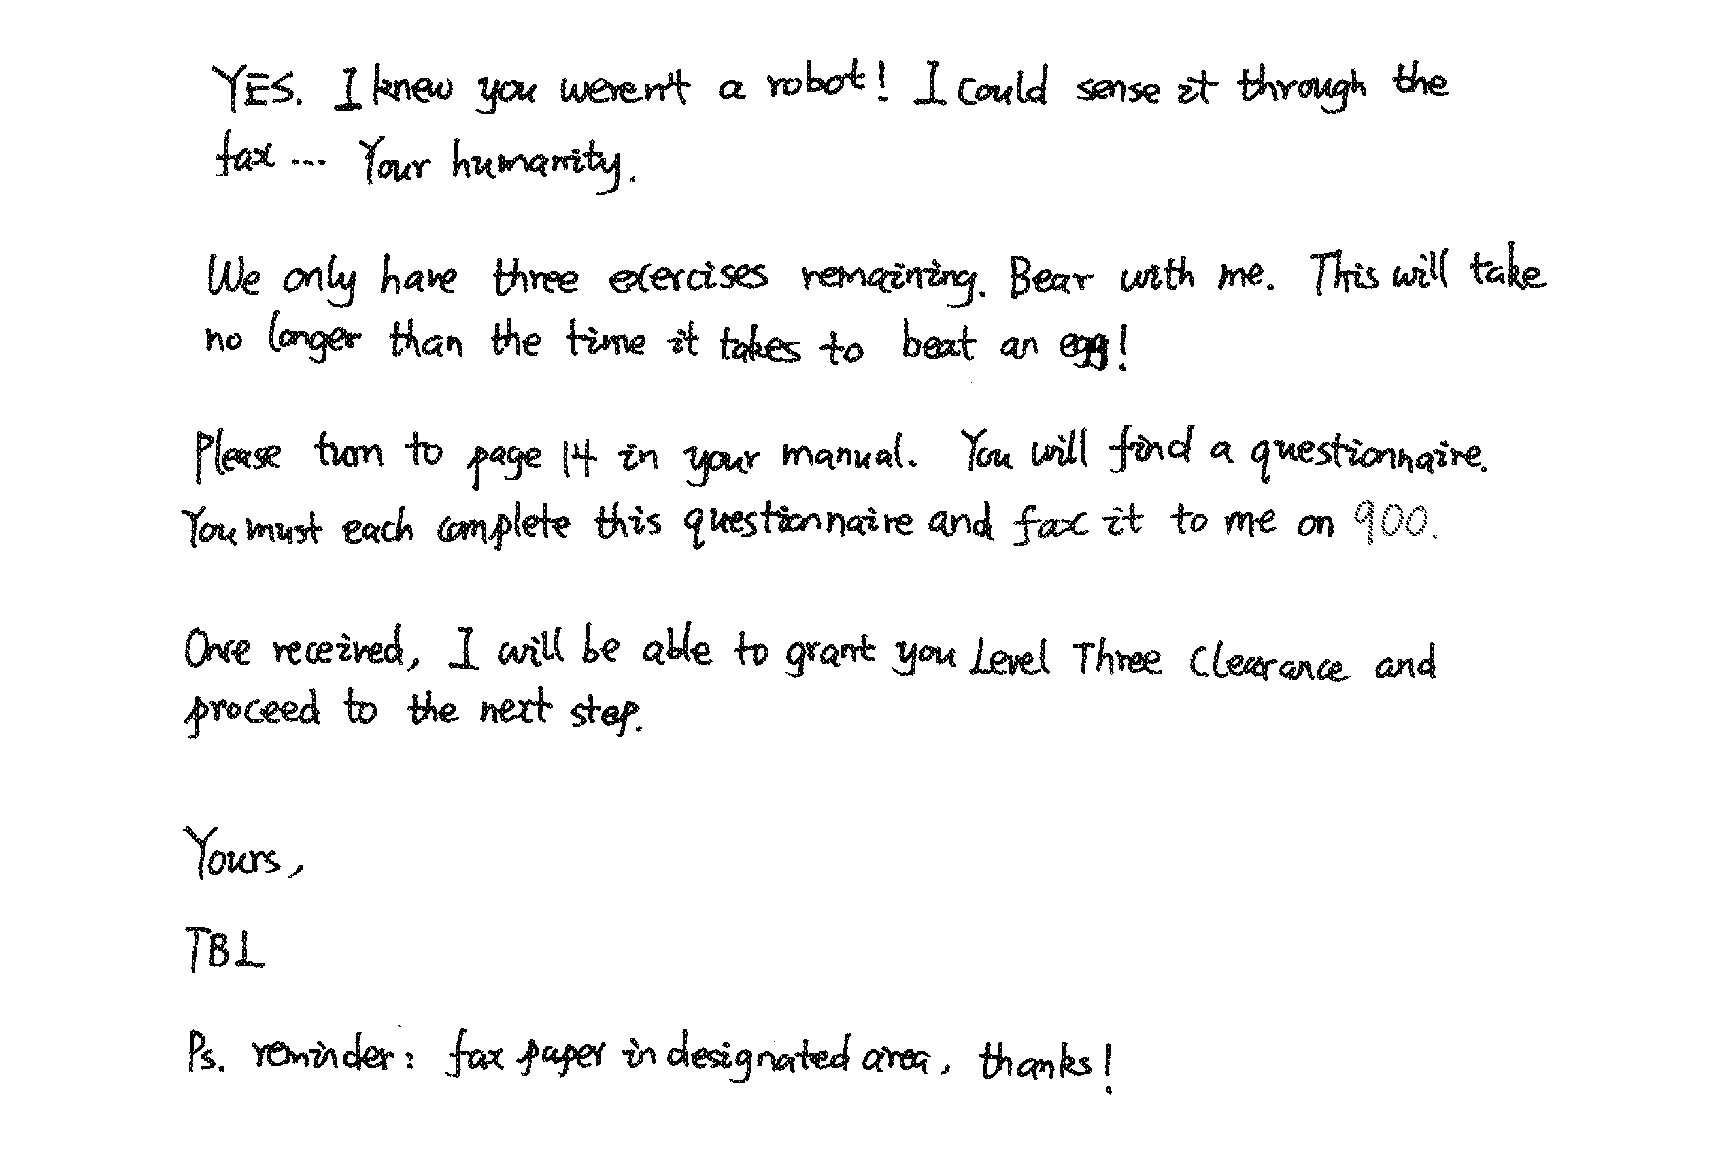 YES. I knew you weren't a robot! I could sense it through the
fax --- Your humanity.
We only have three exercises remaining. Bear with me. This will take
no longer than the time it takes to beat an egg!
Please turn to page 14 in your manual. You will find a questionnaire.
You must each complete this questionnaire and fax it to me on 900.
Once received, I will be able to grant you Level Three Clearance and
proceed to the next step.
Yours,
TBL
Ps. reminder: fax paper in designated area, thanks!